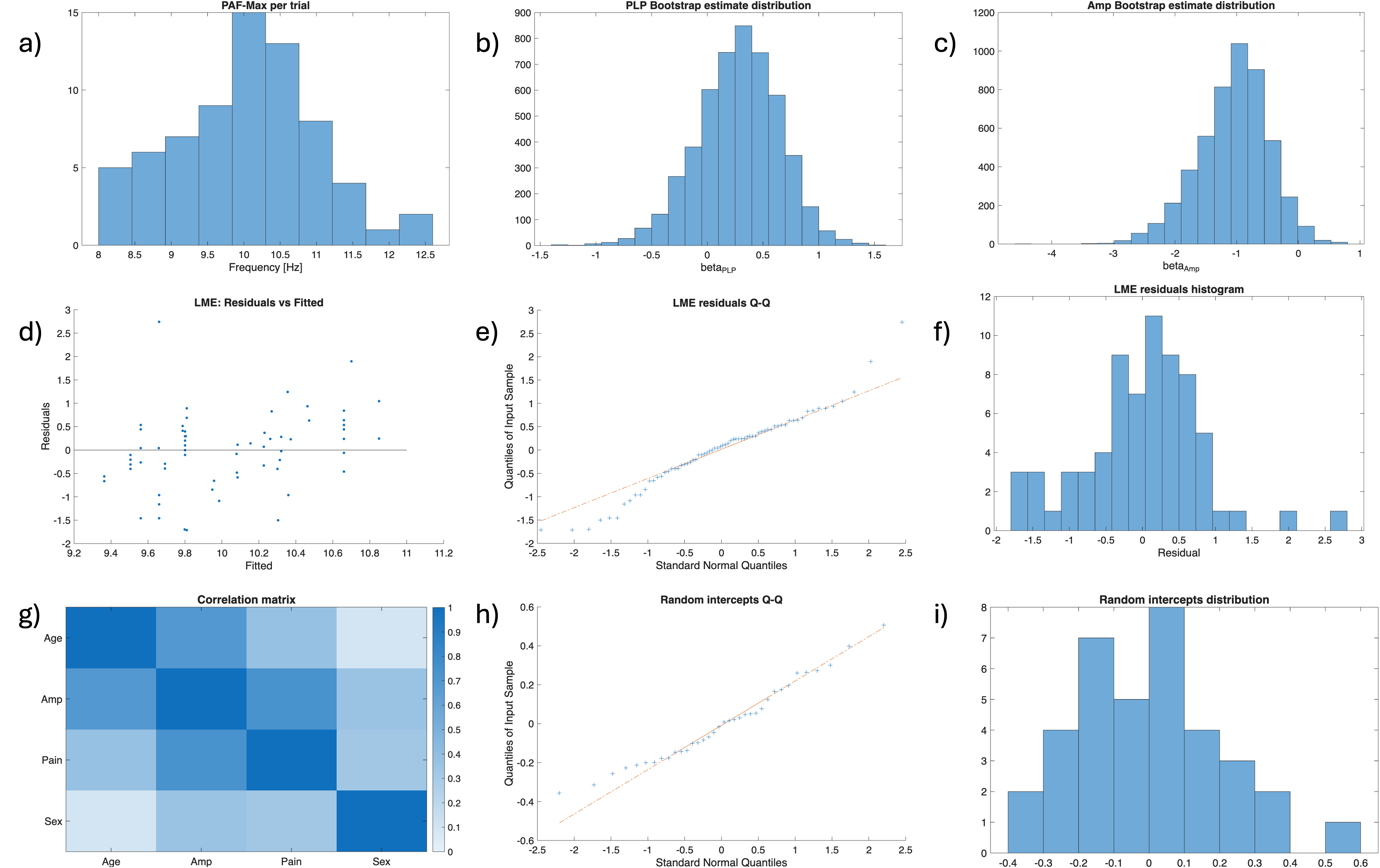 a)
PAF-Max per trial
15
10
5
0
8 8.5 9 9.5 10 10.5 11 11.5 12 12.5
Frequency [Hz]
b)
PLP Bootstrap estimate distribution
900
800
700
600
500
400
300
200
100
0
-1.5 -1 -0.5 0 0.5 1 1.5
betaPLP
c)
Amp Bootstrap estimate distribution
1200
1000
800
600
400
200
0
-4 -3 -2 -1 0 1
betaAmp
d)
LME: Residuals vs Fitted
Residuals
3
2.5
2
1.5
1
0.5
0
-0.5
-1
-1.5
-2
9.2 9.4 9.6 9.8 10 10.2 10.4 10.6 10.8 11 11.2
Fitted
e)
LME residuals Q-Q
Quantiles of Input Sample
3
2.5
2
1.5
1
0.5
0
-0.5
-1
-1.5
-2
-2.5 -2 -1.5 -1 -0.5 0 0.5 1 1.5 2 2.5
Standard Normal Quantiles
f)
LME residuals histogram
12
10
8
6
4
2
0
-2 -1.5 -1 -0.5 0 0.5 1 1.5 2 2.5 3
Residual
g)
Correlation matrix
Age
Amp
Pain
Sex
Age Amp Pain Sex
1
0.9
0.8
0.7
0.6
0.5
0.4
0.3
0.2
0.1
0
h)
Random intercepts Q-Q
Quantiles of Input Sample
0.6
0.4
0.2
0
-0.2
-0.4
-0.6
-2.5 -2 -1.5 -1 -0.5 0 0.5 1 1.5 2 2.5
Standard Normal Quantiles
i)
Random intercepts distribution
8
7
6
5
4
3
2
1
0
-0.4 -0.3 -0.2 -0.1 0 0.1 0.2 0.3 0.4 0.5 0.6